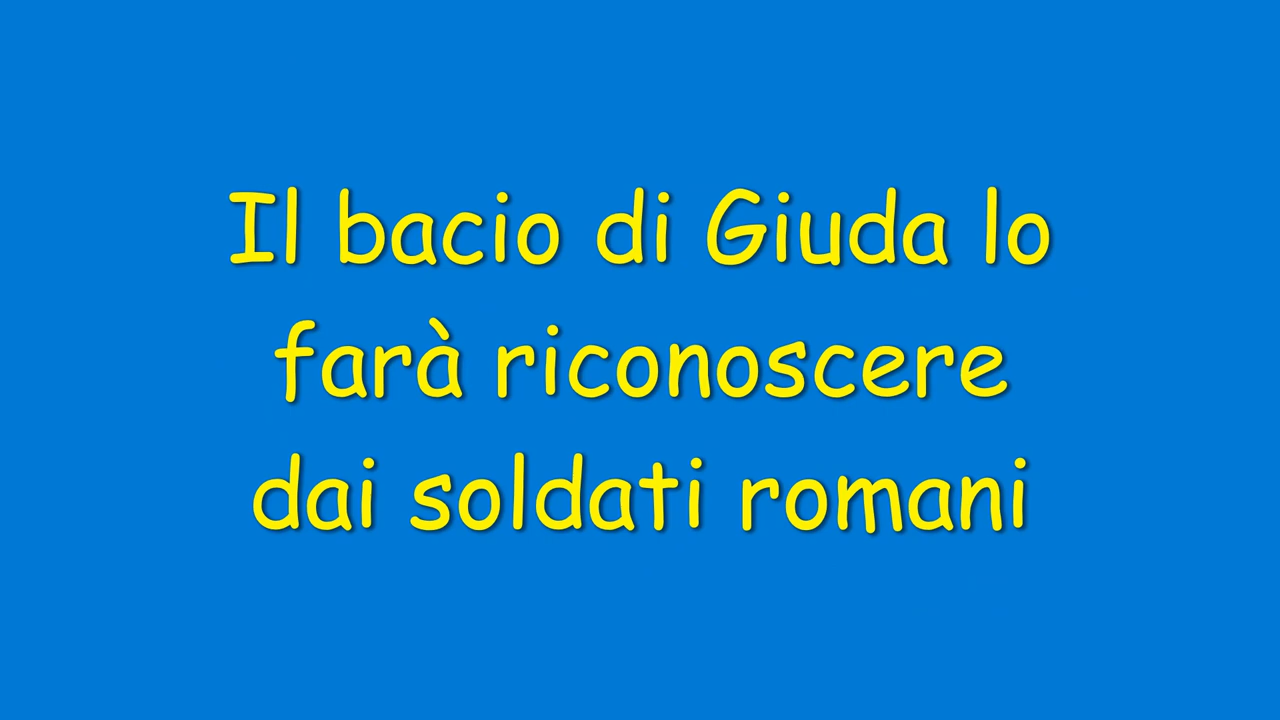 Il bacio di Giuda lo
farà riconoscere
dai soldati romani